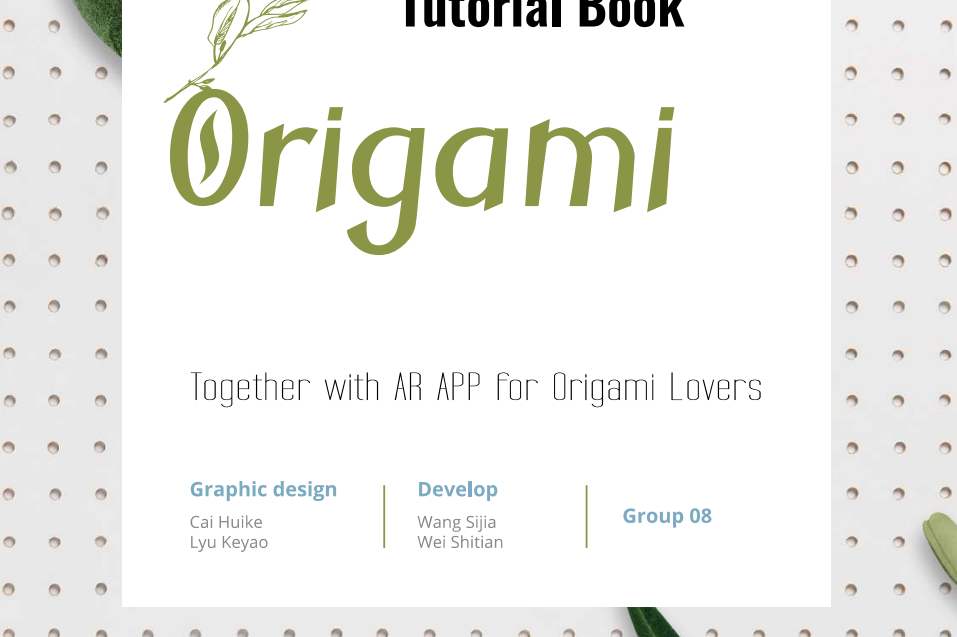 Tutorial Book
Origami
Together with AR APP for Origami Lovers
Graphic design
Cai Huike
Lyu Keyao
Develop
Wang Sijia
Wei Shitian
Group 08